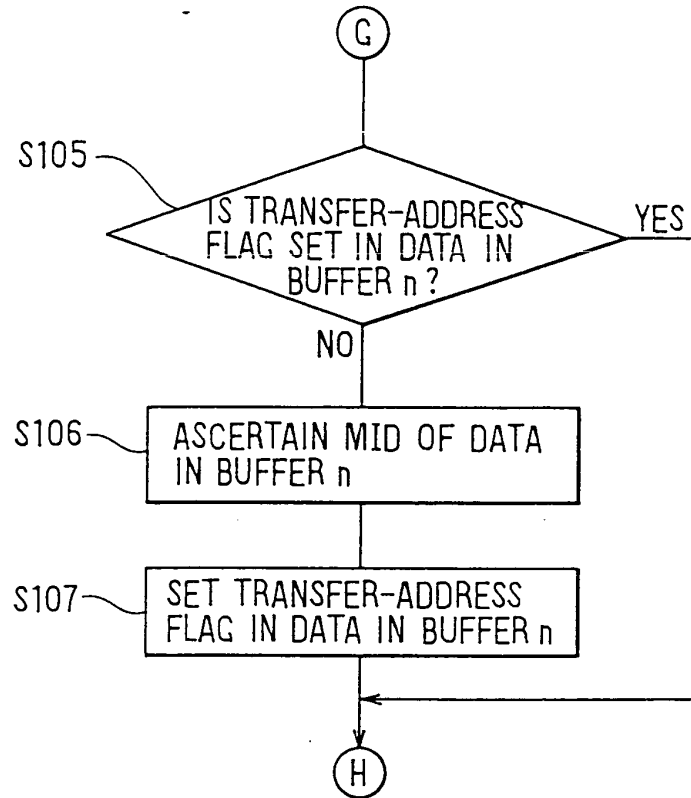 G
S105
IS TRANSFER-ADDRESS
FLAG SET IN DATA IN
BUFFER n?
YES
NO
S106
ASCERTAIN MID OF DATA
IN BUFFER n
S107
SET TRANSFER-ADDRESS
FLAG IN DATA IN BUFFER n
H